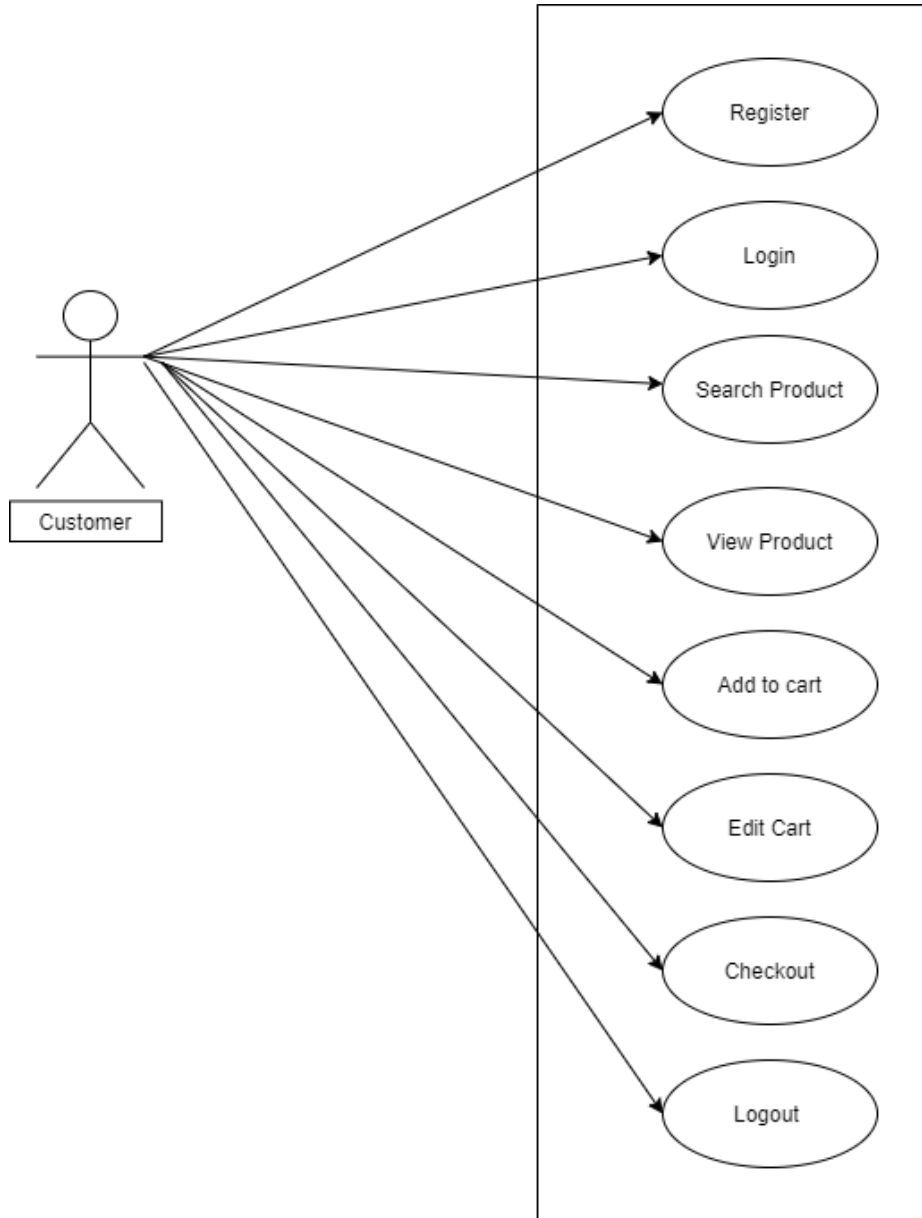 Register
Login
Search Product
Customer
View Product
Add to cart
Edit Cart
Checkout
Logout